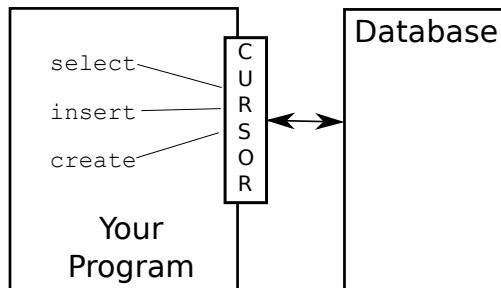 select
insert
create
Your
Program
C
U
R
S
O
R
Database